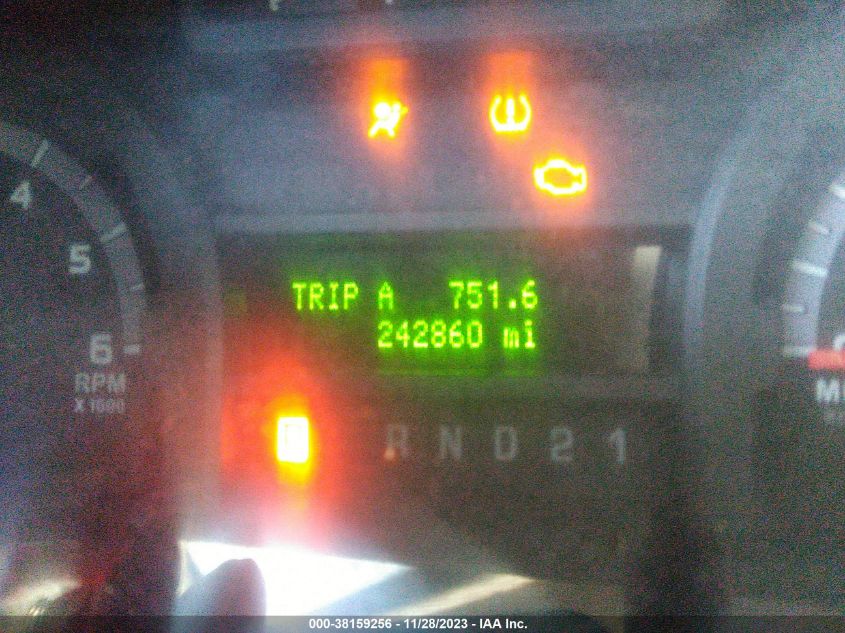 4
5
6
RPM
X 1000
TRIP A 751.6
242860 mi
R N D 2 1
000-38159256 - 11/28/2023 - IAA Inc.